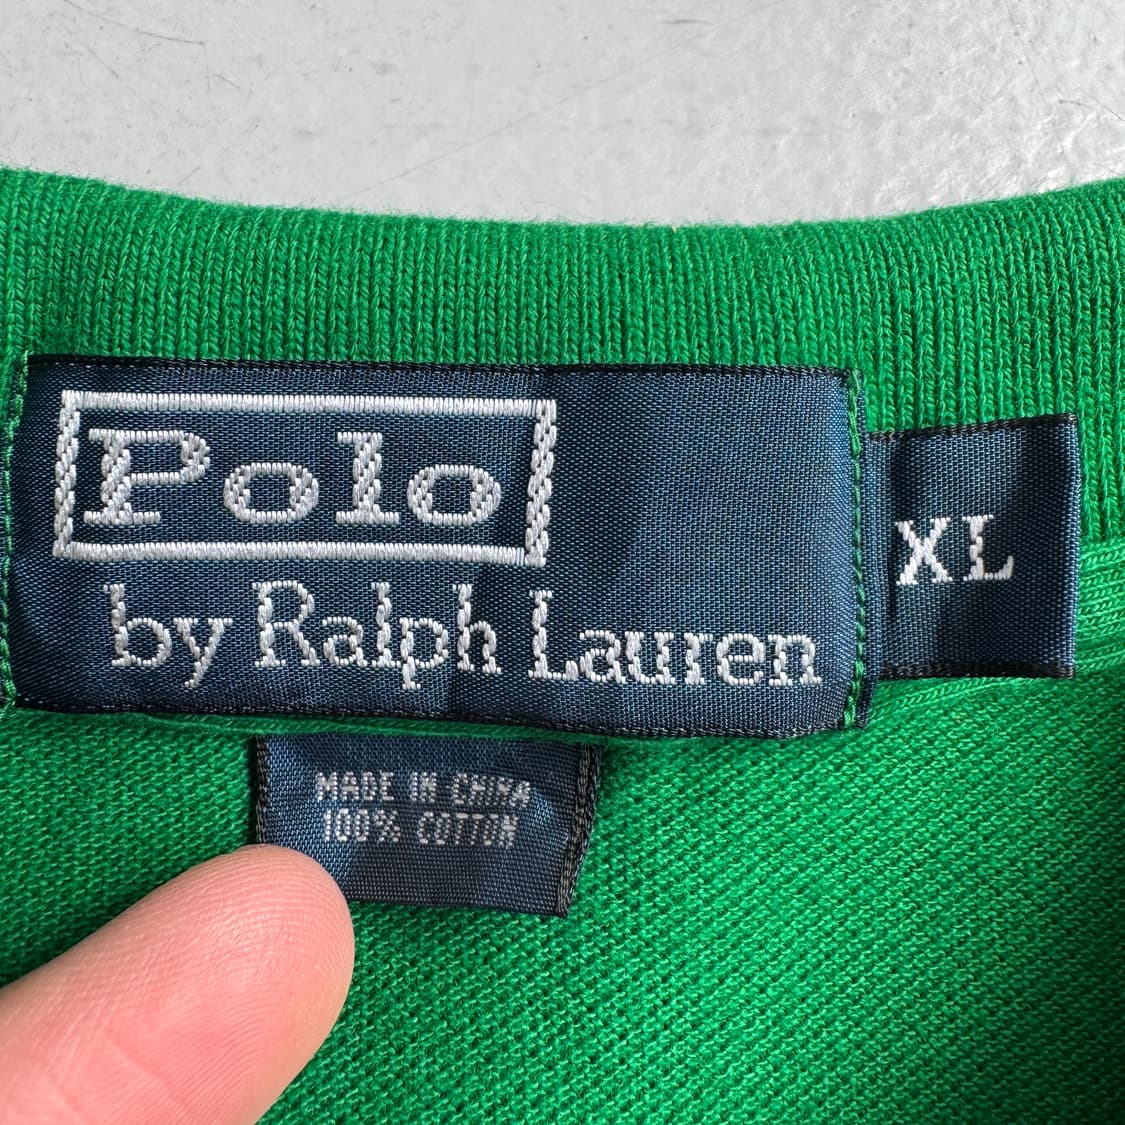 Polo
by Ralph Lauren
XL
MADE IN CHINA
100% COTTON